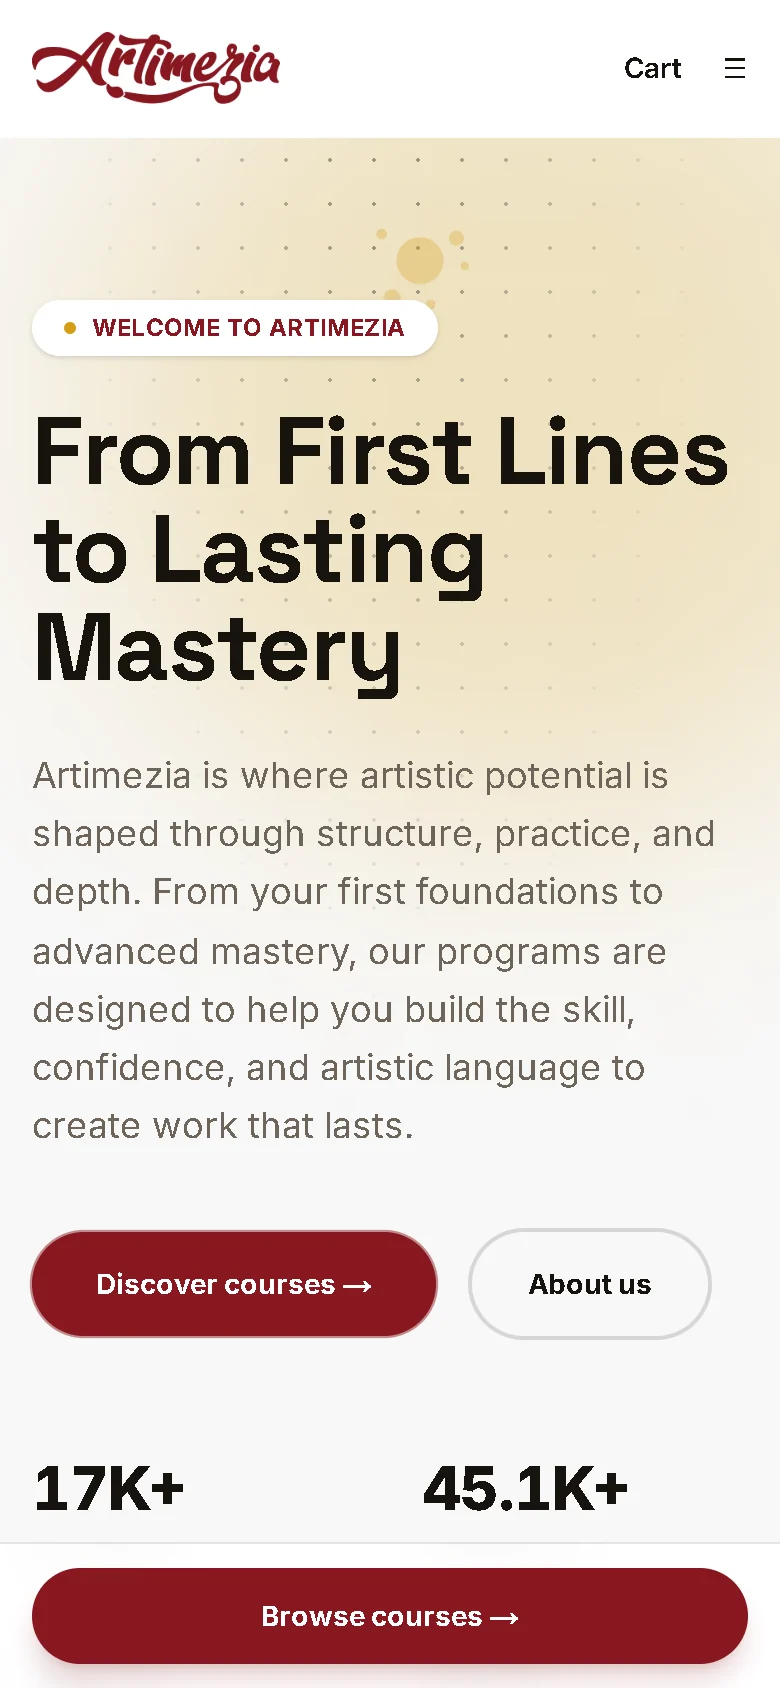 Artimezia
Cart ☰
WELCOME TO ARTIMEZIA
From First Lines
to Lasting
Mastery
Artimezia is where artistic potential is
shaped through structure, practice, and
depth. From your first foundations to
advanced mastery, our programs are
designed to help you build the skill,
confidence, and artistic language to
create work that lasts.
Discover courses → About us
17K+ 45.1K+
Browse courses →